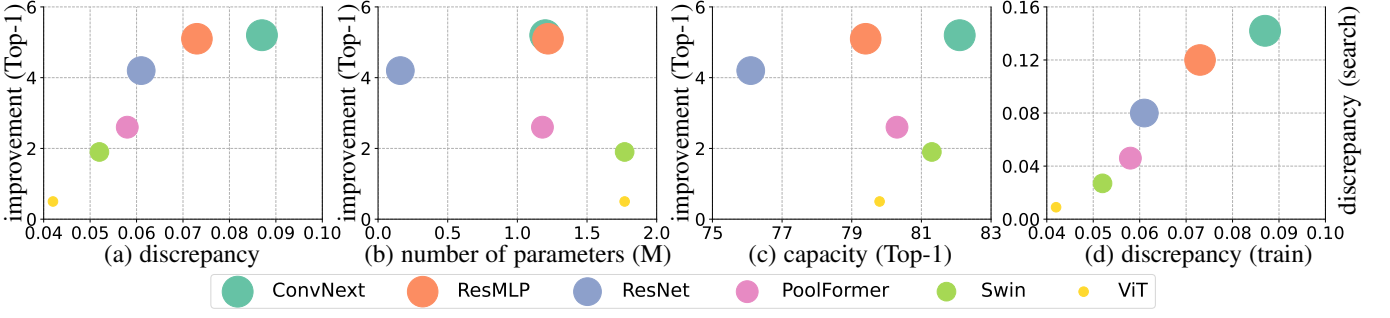 improvement (Top-1)
6
4
2
0
0.04 0.05 0.06 0.07 0.08 0.09 0.10
(a) discrepancy
improvement (Top-1)
6
4
2
0
0.0 0.5 1.0 1.5 2.0
(b) number of parameters (M)
improvement (Top-1)
6
4
2
0
75 77 79 81 83
(c) capacity (Top-1)
0.16
0.12
0.08
0.04
0.00
0.04 0.05 0.06 0.07 0.08 0.09 0.10
(d) discrepancy (train)
discrepancy (search)
ConvNext ResMLP ResNet PoolFormer Swin ViT